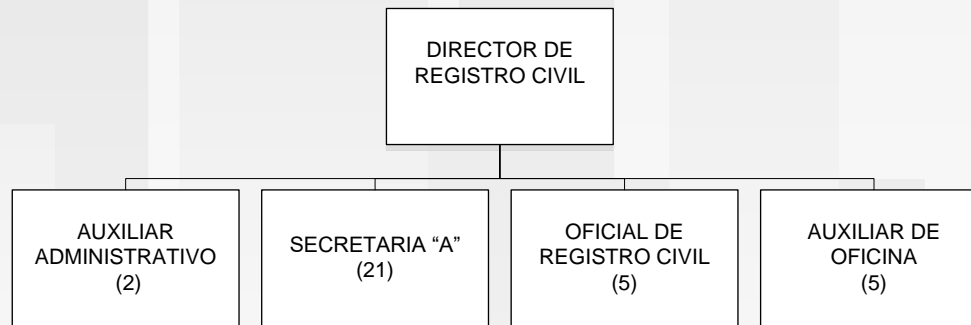 DIRECTOR DE
REGISTRO CIVIL
AUXILIAR
ADMINISTRATIVO
(2)
SECRETARIA “A”
(21)
OFICIAL DE
REGISTRO CIVIL
(5)
AUXILIAR DE
OFICINA
(5)